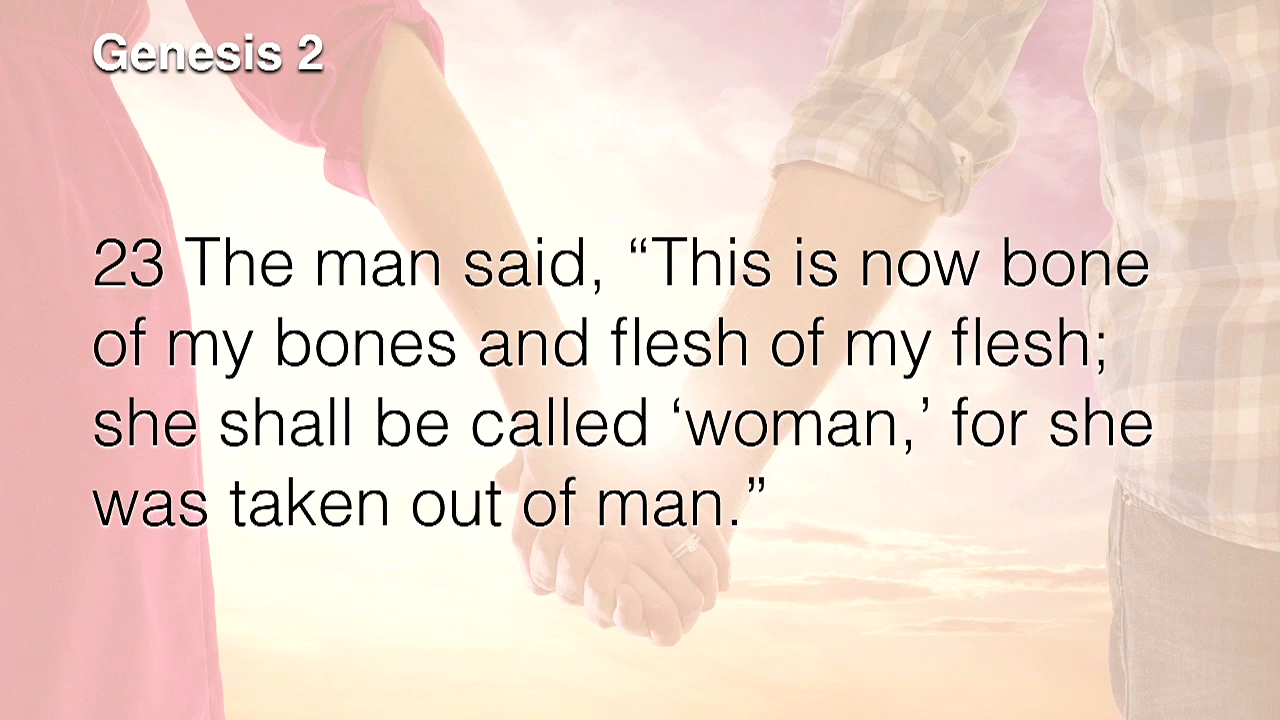 Genesis 2
23 The man said, “This is now bone
of my bones and flesh of my flesh;
she shall be called ‘woman,’ for she
was taken out of man.”